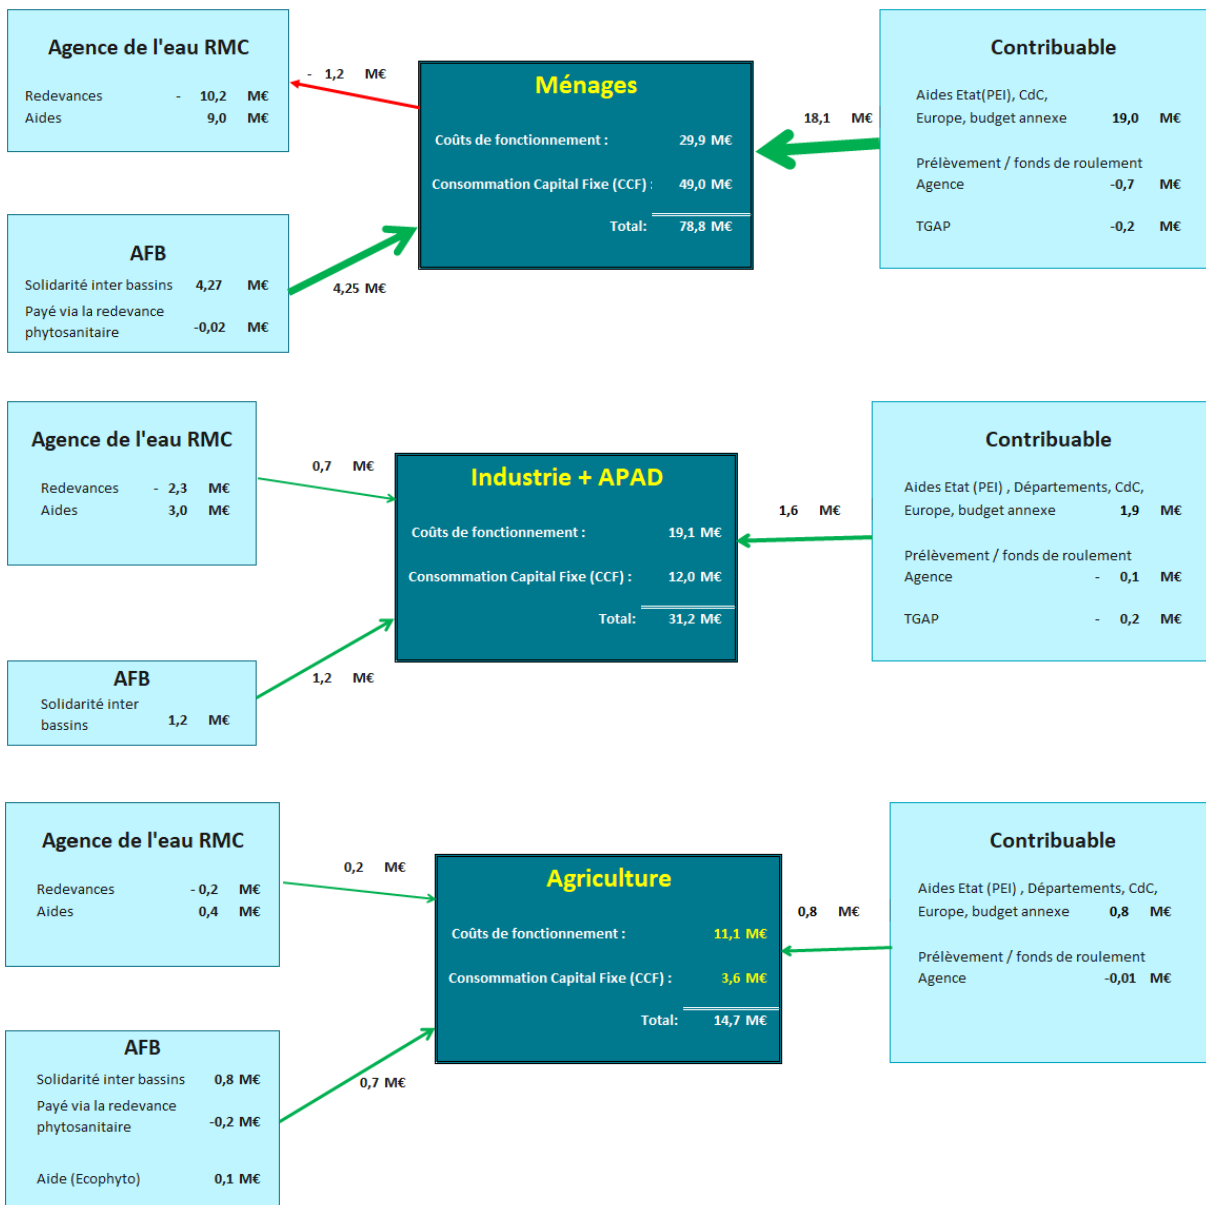 Agence de l'eau RMC
Redevances - 10,2 M€
Aides 9,0 M€
- 1,2 M€
AFB
Solidarité inter bassins 4,27 M€
Payé via la redevance
phytosanitaire -0,02 M€
4,25 M€
Ménages
Coûts de fonctionnement : 29,9 M€
Consommation Capital Fixe (CCF) : 49,0 M€
Total: 78,8 M€
18,1 M€
Contribuable
Aides Etat(PEI), CdC,
Europe, budget annexe 19,0 M€
Prélèvement / fonds de roulement
Agence -0,7 M€
TGAP -0,2 M€
Agence de l'eau RMC
Redevances - 2,3 M€
Aides 3,0 M€
0,7 M€
AFB
Solidarité inter
bassins 1,2 M€
1,2 M€
Industrie + APAD
Coûts de fonctionnement : 19,1 M€
Consommation Capital Fixe (CCF) : 12,0 M€
Total: 31,2 M€
1,6 M€
Contribuable
Aides Etat (PEI) , Départements, CdC,
Europe, budget annexe 1,9 M€
Prélèvement / fonds de roulement
Agence - 0,1 M€
TGAP - 0,2 M€
Agence de l'eau RMC
Redevances - 0,2 M€
Aides 0,4 M€
0,2 M€
AFB
Solidarité inter bassins 0,8 M€
Payé via la redevance
phytosanitaire -0,2 M€
Aide (Ecophyto) 0,1 M€
0,7 M€
Agriculture
Coûts de fonctionnement : 11,1 M€
Consommation Capital Fixe (CCF) : 3,6 M€
Total: 14,7 M€
0,8 M€
Contribuable
Aides Etat (PEI) , Départements, CdC,
Europe, budget annexe 0,8 M€
Prélèvement / fonds de roulement
Agence -0,01 M€